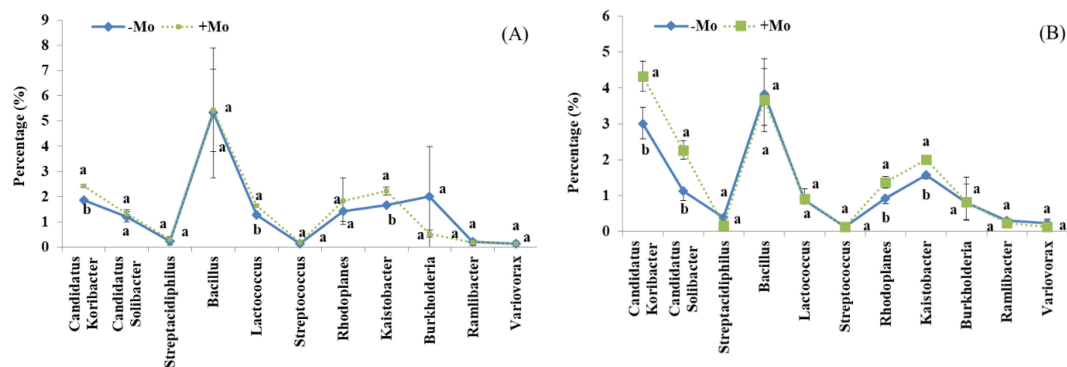 -Mo +Mo (A)
Percentage (%)
9
8
7
6
5
4
3
2
1
0
a
b
a
a
a
a
a
a
b
a
a
a
a
a
b
a
a
a
a
a
Candidatus
Koribacter
Candidatus
Solibacter
Streptacidiphilus
Bacillus
Lactococcus
Streptococcus
Rhodoplanes
Kaistobacter
Burkholderia
Ramlibacter
Variovorax
-Mo +Mo (B)
Percentage (%)
6
5
4
3
2
1
0
a
b
a
b
a
a
a
a
a
a
a
a
a
b
a
b
a
a
a
a
a
a
Candidatus
Koribacter
Candidatus
Solibacter
Streptacidiphilus
Bacillus
Lactococcus
Streptococcus
Rhodoplanes
Kaistobacter
Burkholderia
Ramlibacter
Variovorax